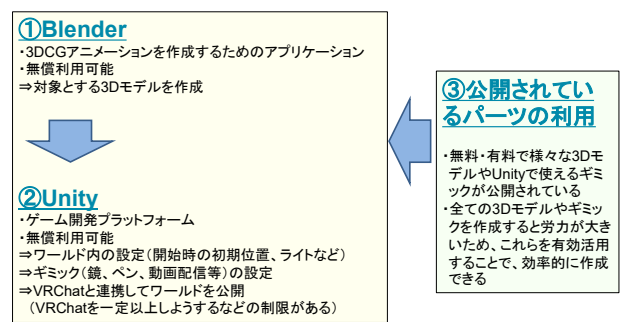 ①Blender
・3DCGアニメーションを作成するためのアプリケーション
・無償利用可能
⇒対象とする3Dモデルを作成
②Unity
・ゲーム開発プラットフォーム
・無償利用可能
⇒ワールド内の設定(開始時の初期位置、ライトなど)
⇒ギミック(鏡、ペン、動画配信等)の設定
⇒VRChatと連携してワールドを公開
(VRChatを一定以上しようするなどの制限がある)
③公開されてい
るパーツの利用
・無料・有料で様々な3Dモ
デルやUnityで使えるギミ
ックが公開されている
・全ての3Dモデルやギミッ
クを作成すると労力が大き
いため、これらを有効活用
することで、効率的に作成
できる